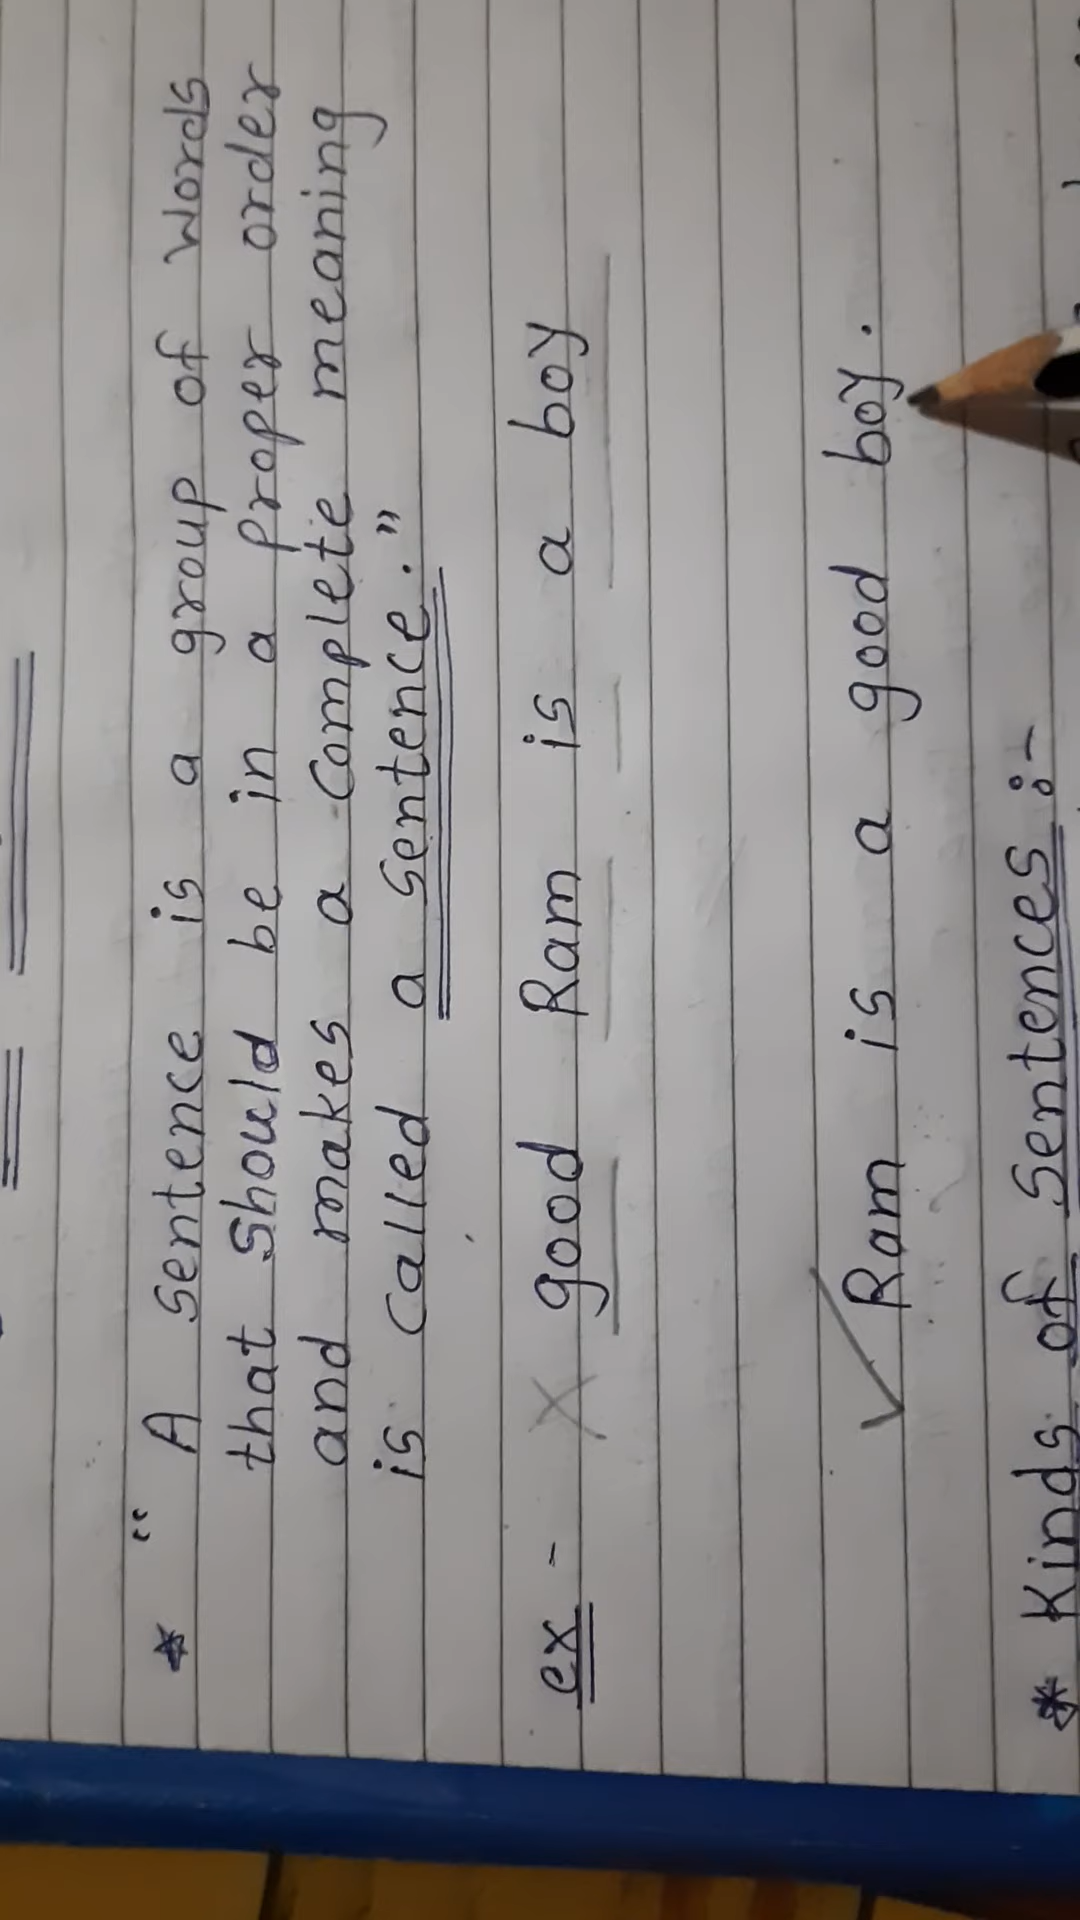 * " A sentence is a group of words
that should be in a proper order
and makes a complete meaning
is called a sentence."
ex - × good Ram is a boy
✓ Ram is a good boy.
* Kinds of sentences :-